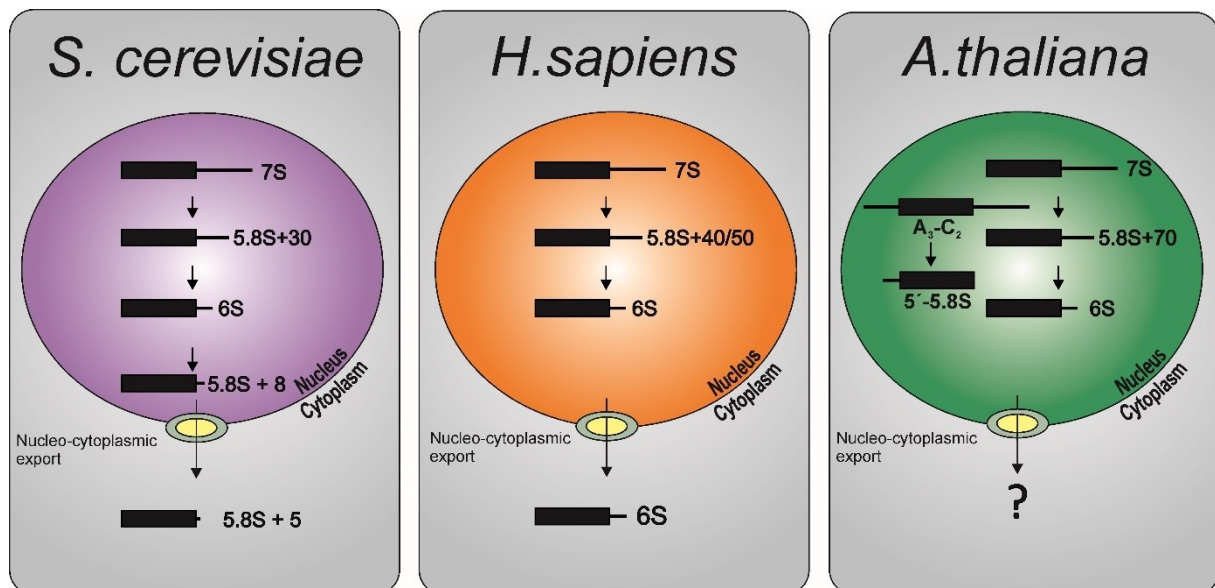 S. cerevisiae
7S
5.8S+30
6S
5.8S + 8
Nucleus
Cytoplasm
Nucleo-cytoplasmic
export
5.8S + 5
H.sapiens
7S
5.8S+40/50
6S
Nucleus
Cytoplasm
Nucleo-cytoplasmic
export
6S
A.thaliana
7S
A₃-C₂
5.8S+70
5´-5.8S
6S
Nucleus
Cytoplasm
Nucleo-cytoplasmic
export
?